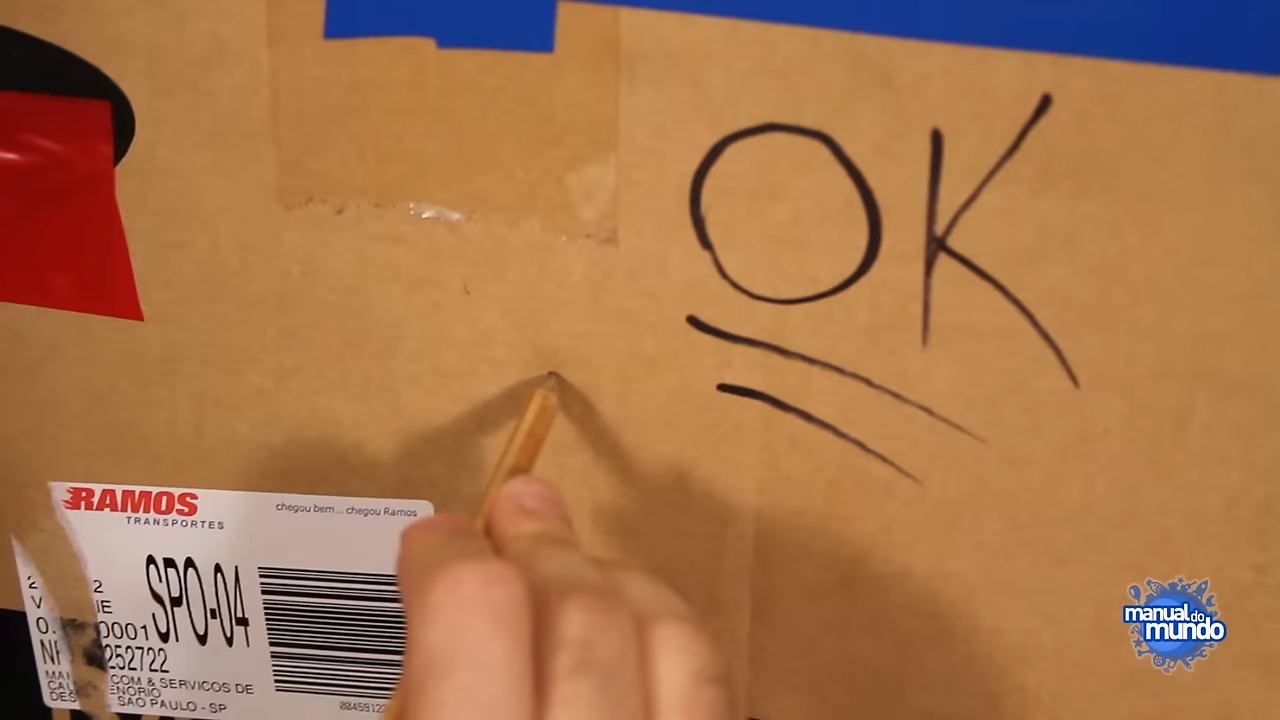 OK
RAMOS
TRANSPORTES
chegou bem ... chegou Ramos
SPO-04
0001
252722
COM & SERVICOS DE
SAO PAULO - SP
manual do
mundo